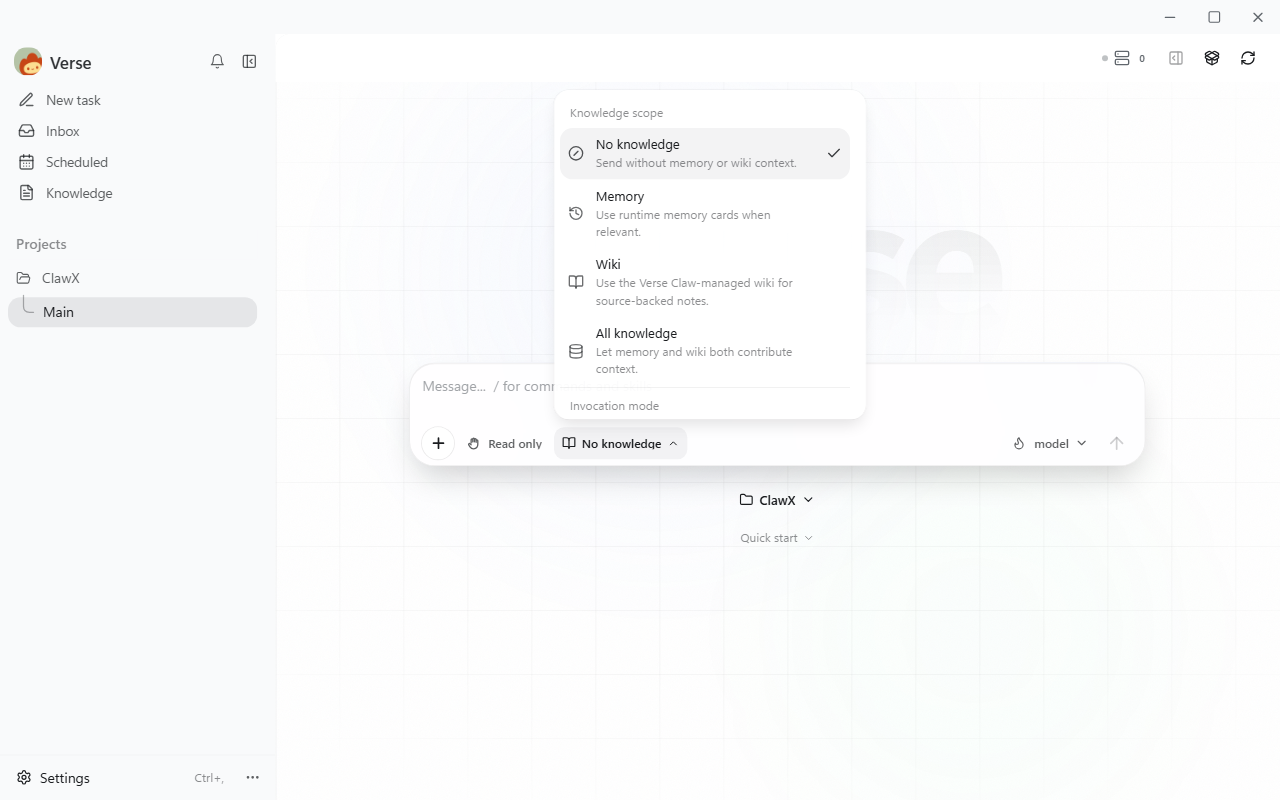 Verse
New task
Inbox
Scheduled
Knowledge
Projects
ClawX
Main
Settings
Ctrl+,
0
Knowledge scope
No knowledge
Send without memory or wiki context.
Memory
Use runtime memory cards when
relevant.
Wiki
Use the Verse Claw-managed wiki for
source-backed notes.
All knowledge
Let memory and wiki both contribute
context.
Invocation mode
se
Message... / for com
Read only
No knowledge
model
ClawX
Quick start